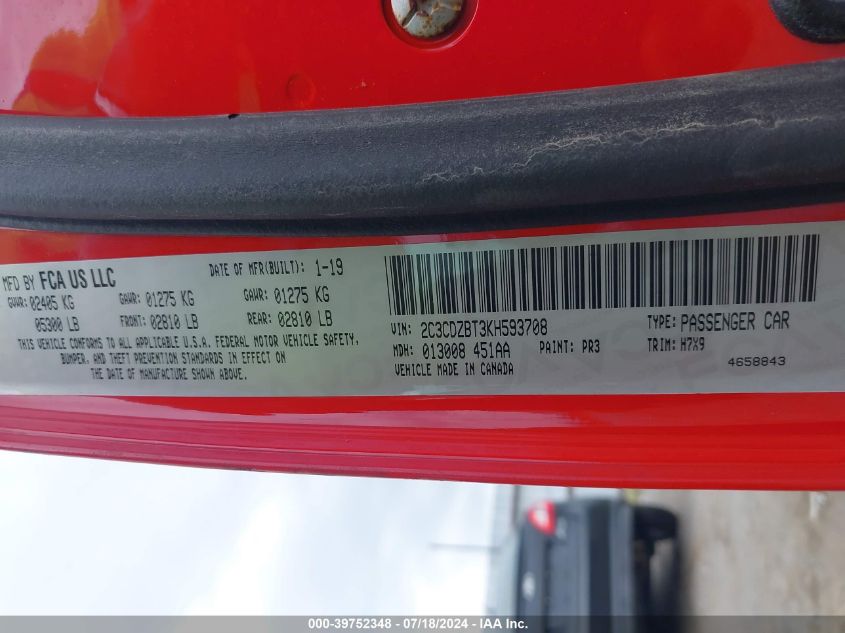 MFD BY FCA US LLC
DATE OF MFR(BUILT): 1-19
GVWR: 02405 KG GAWR: 01275 KG GAWR: 01275 KG
05300 LB FRONT: 02810 LB REAR: 02810 LB
THIS VEHICLE CONFORMS TO ALL APPLICABLE U.S.A. FEDERAL MOTOR VEHICLE SAFETY,
BUMPER, AND THEFT PREVENTION STANDARDS IN EFFECT ON
THE DATE OF MANUFACTURE SHOWN ABOVE.
VIN: 2C3CDZBT3KH593708 TYPE: PASSENGER CAR
MDH: 013008 451AA PAINT: PR3 TRIM: H7X9
VEHICLE MADE IN CANADA
4658843
000-39752348 - 07/18/2024 - IAA Inc.